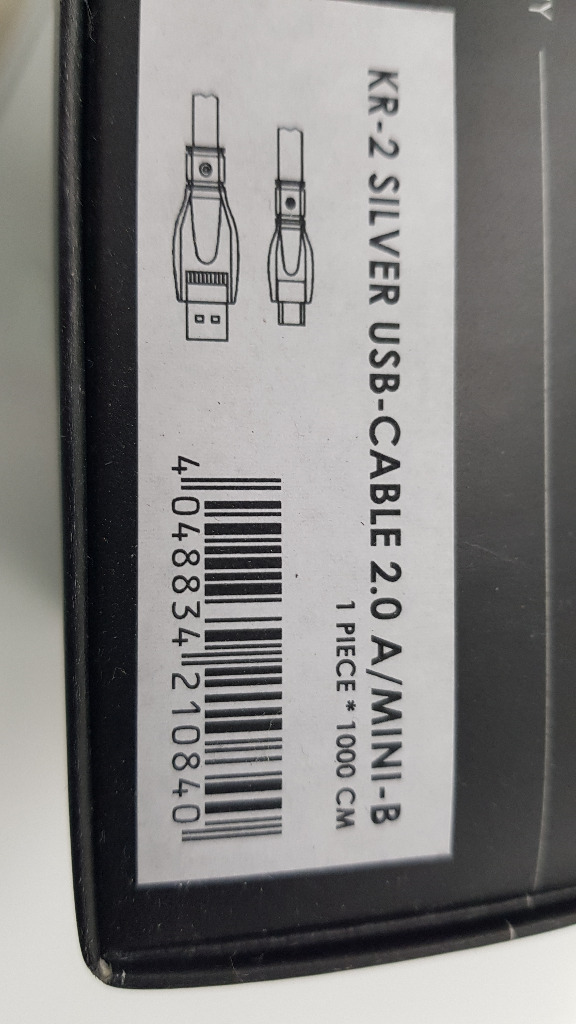 KR-2 SILVER USB-CABLE 2.0 A/MINI-B
1 PIECE * 1000 CM
4 048834 210840